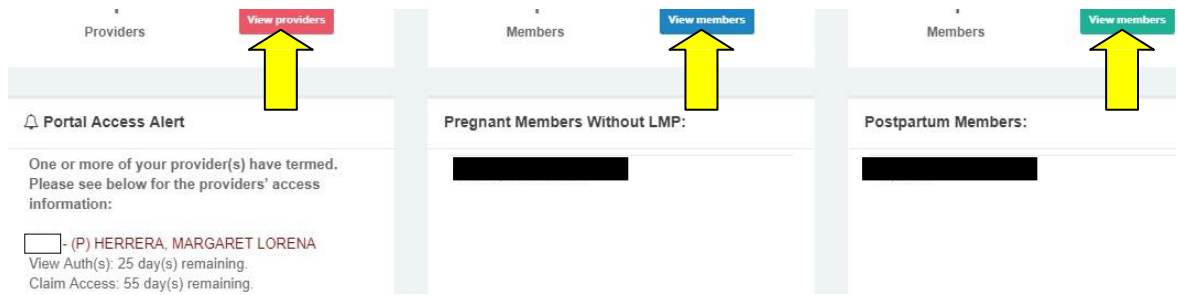 Providers
View providers
Members
View members
Members
View members
Portal Access Alert
One or more of your provider(s) have termed.
Please see below for the providers' access
information:
- (P) HERRERA, MARGARET LORENA
View Auth(s): 25 day(s) remaining.
Claim Access: 55 day(s) remaining.
Pregnant Members Without LMP:
Postpartum Members: